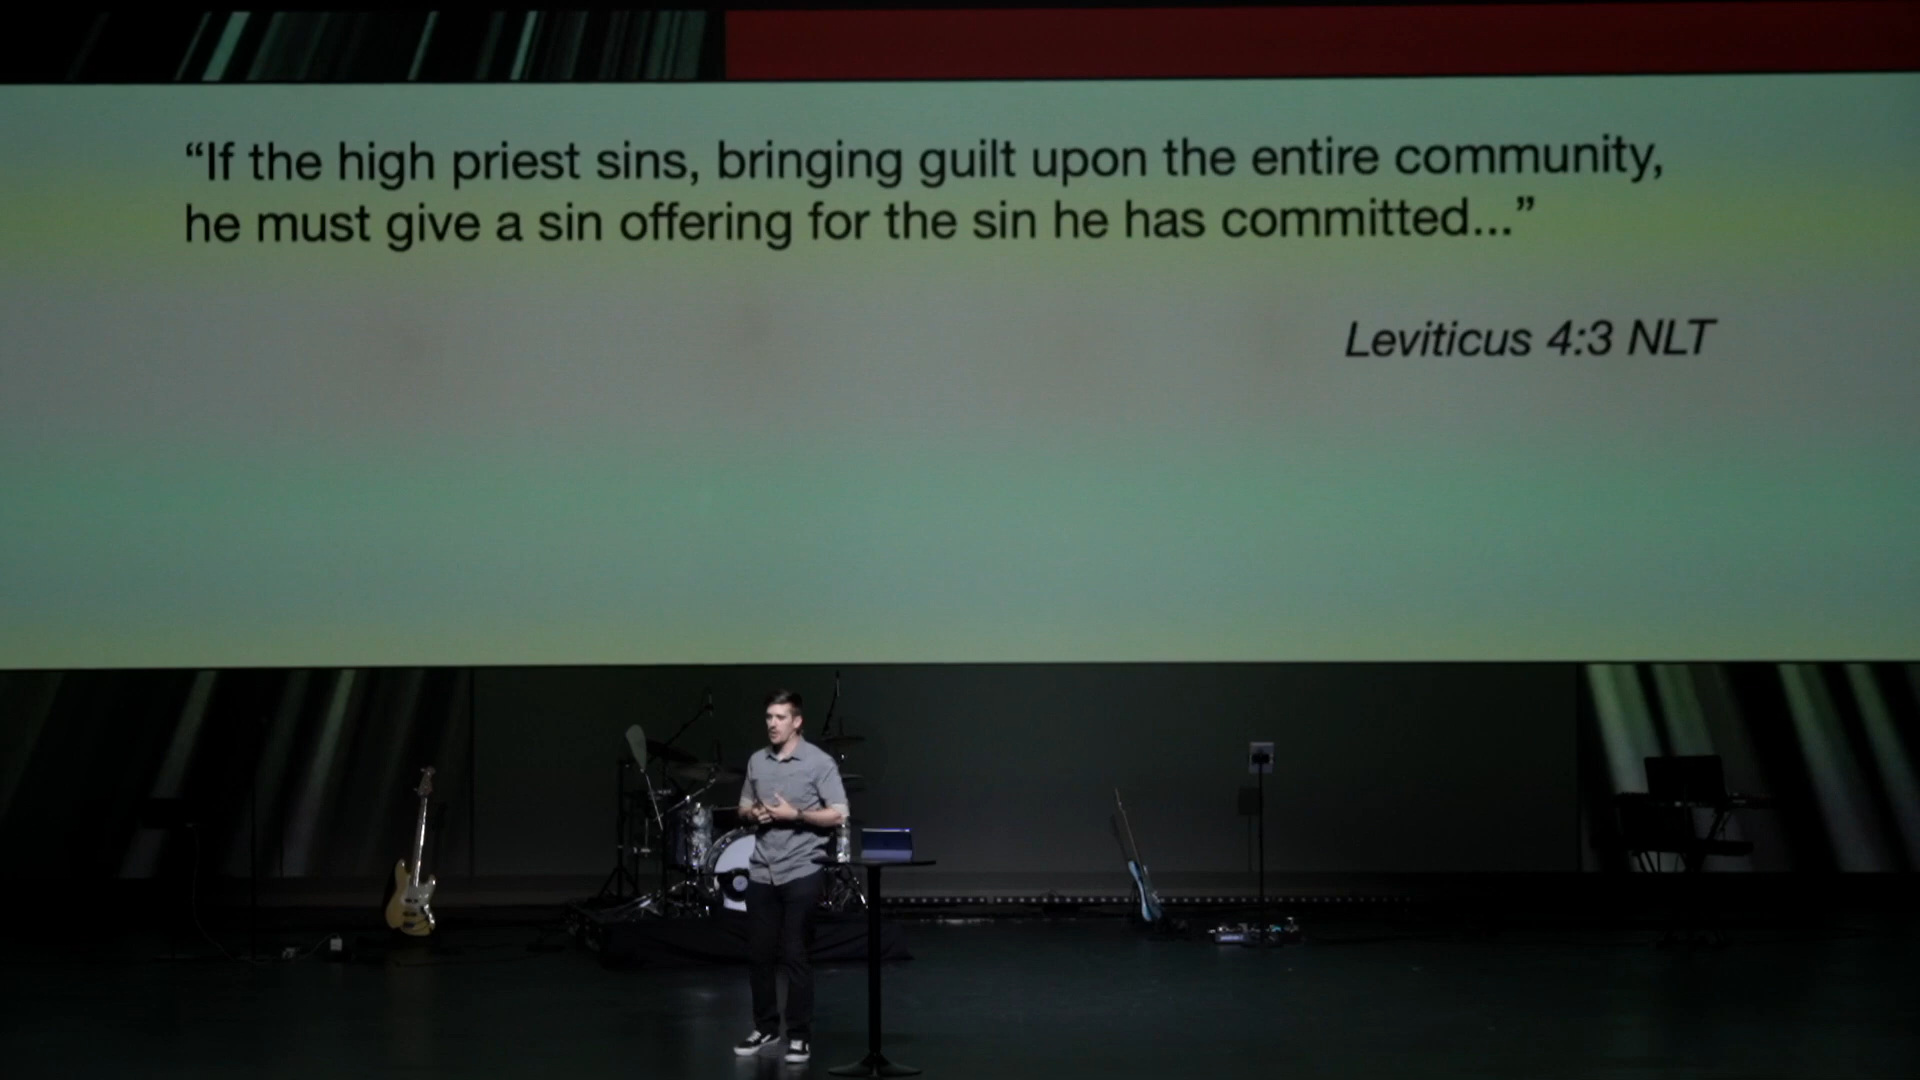 “If the high priest sins, bringing guilt upon the entire community,
he must give a sin offering for the sin he has committed...”
Leviticus 4:3 NLT